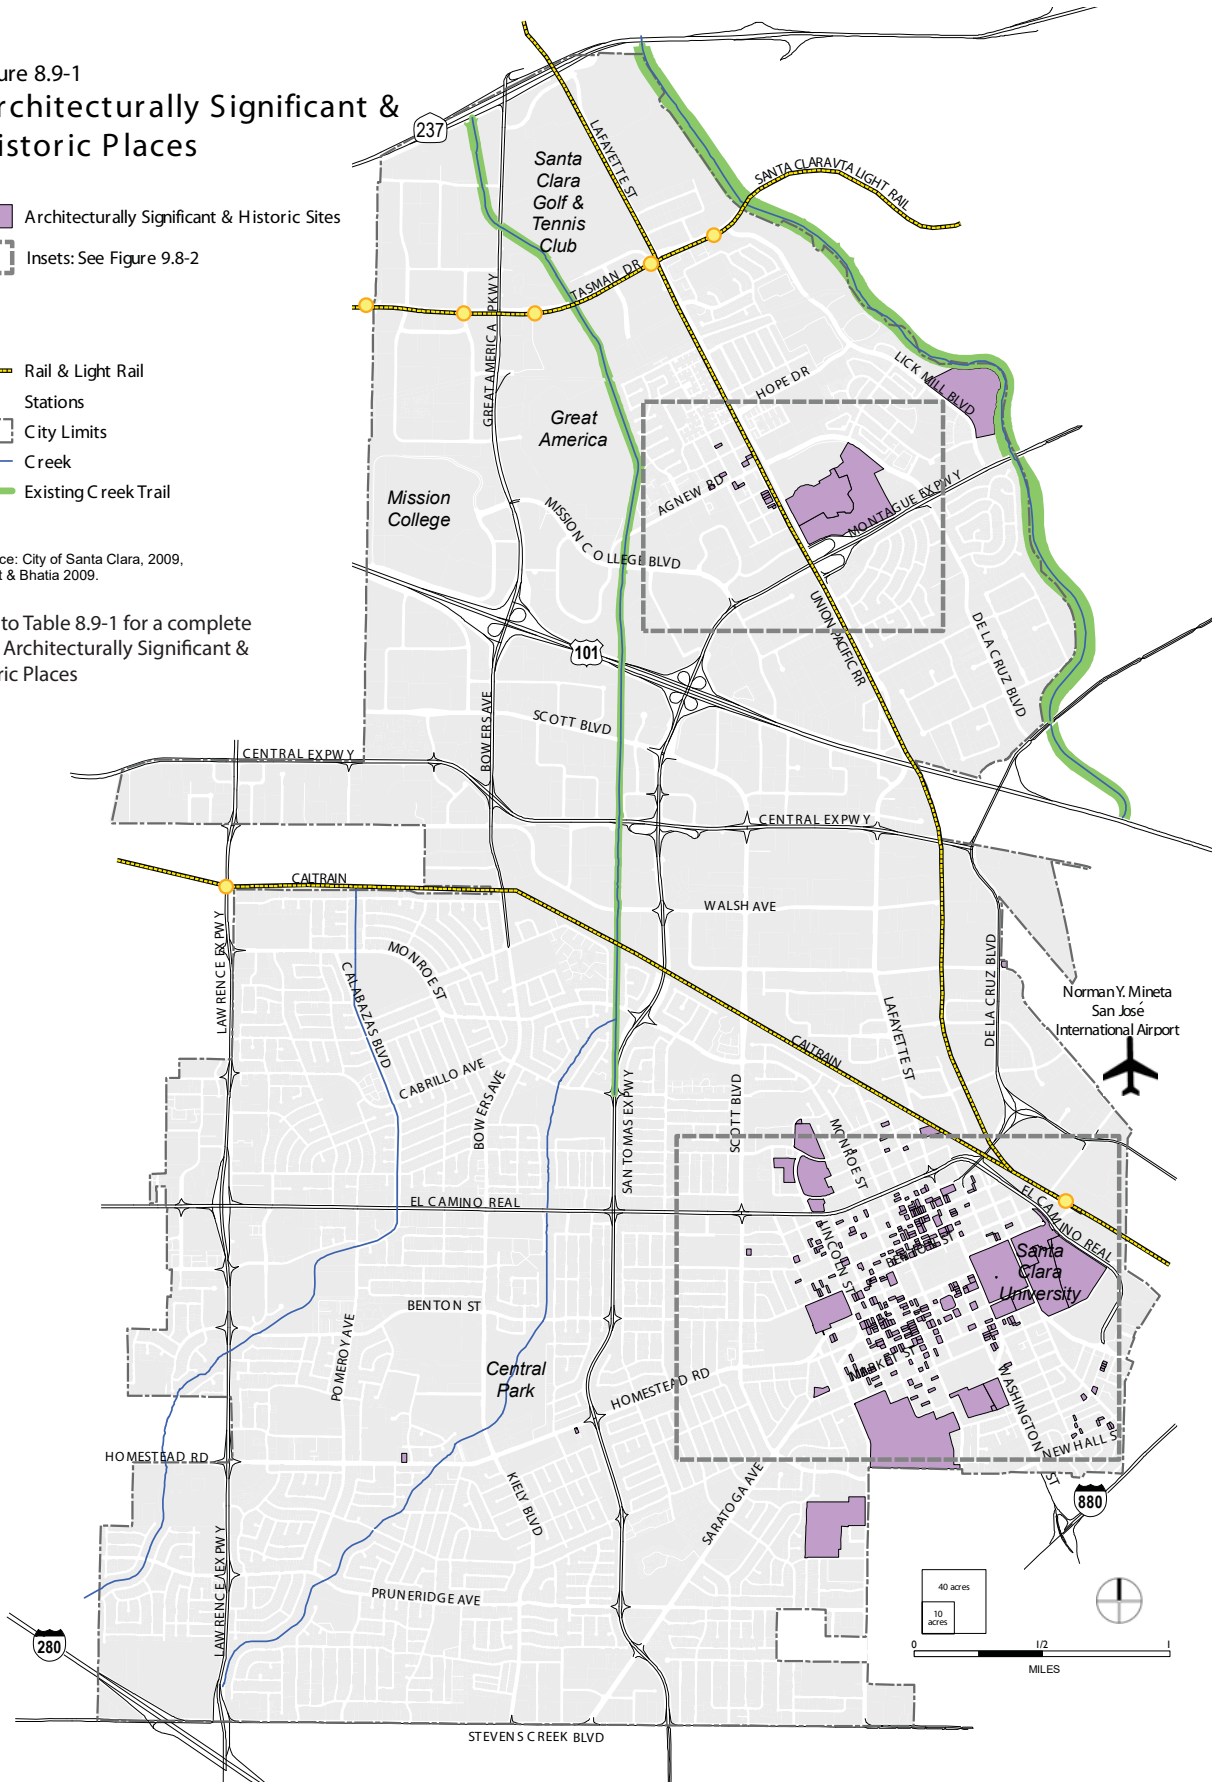 ure 8.9-1
rchitecturally Significant &
istoric Places
Architecturally Significant & Historic Sites
Insets: See Figure 9.8-2
Rail & Light Rail
Stations
City Limits
Creek
Existing Creek Trail
ce: City of Santa Clara, 2009,
t & Bhatia 2009.
to Table 8.9-1 for a complete
Architecturally Significant &
ric Places
237
Santa
Clara
Golf &
Tennis
Club
LAFAYETTE ST
SANTA CLARA VTA LIGHT RAIL
TASMAN DR
GREAT AMERICA PKWY
HOPE DR
LICK MILL BLVD
Great
America
Mission
College
AGNEW RD
MONTAGUE EXPWY
MISSION COLLEGE BLVD
UNION PACIFIC RR
DE LA CRUZ BLVD
101
SCOTT BLVD
BOWERS AVE
CENTRAL EXPWY
CENTRAL EXPWY
CALTRAIN
WALSH AVE
LAWRENCE EXPWY
MONROE ST
CALABAZAS BLVD
DE LA CRUZ BLVD
Norman Y. Mineta
San José
International Airport
LAFAYETTE ST
CALTRAIN
CABRILLO AVE
BOWERS AVE
SAN TOMAS EXPWY
SCOTT BLVD
MONROE ST
EL CAMINO REAL
EL CAMINO REAL
LINCOLN ST
BENTON ST
Santa
Clara
University
BENTON ST
POMEROY AVE
Central
Park
MARKET ST
HOMESTEAD RD
WASHINGTON ST
NEWHALL S
HOMESTEAD RD
KIELY BLVD
SARATOGA AVE
880
PRUNERIDGE AVE
LAWRENCE EXPWY
280
40 acres
10
acres
0 1/2 1
MILES
STEVENS CREEK BLVD